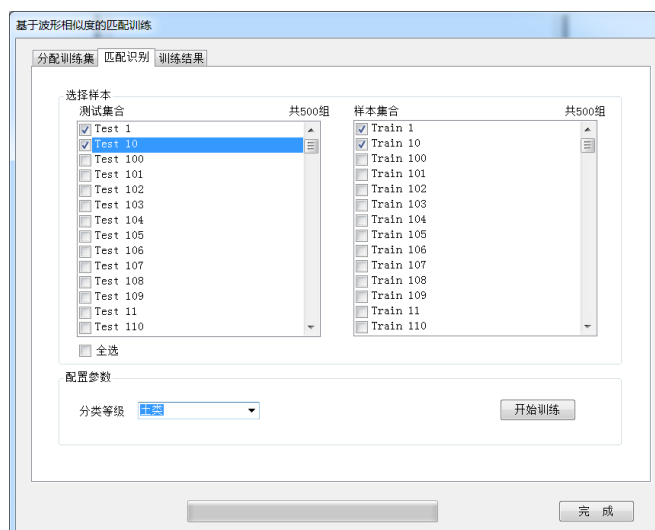 基于波形相似度的匹配训练
分配训练集 匹配识别 训练结果
选择样本
测试集合 共500组 样本集合 共500组
Test 1 Train 1
Test 10 Train 10
Test 100 Train 100
Test 101 Train 101
Test 102 Train 102
Test 103 Train 103
Test 104 Train 104
Test 105 Train 105
Test 106 Train 106
Test 107 Train 107
Test 108 Train 108
Test 109 Train 109
Test 11 Train 11
Test 110 Train 110
全选
配置参数
分类等级 土类 开始训练
完 成